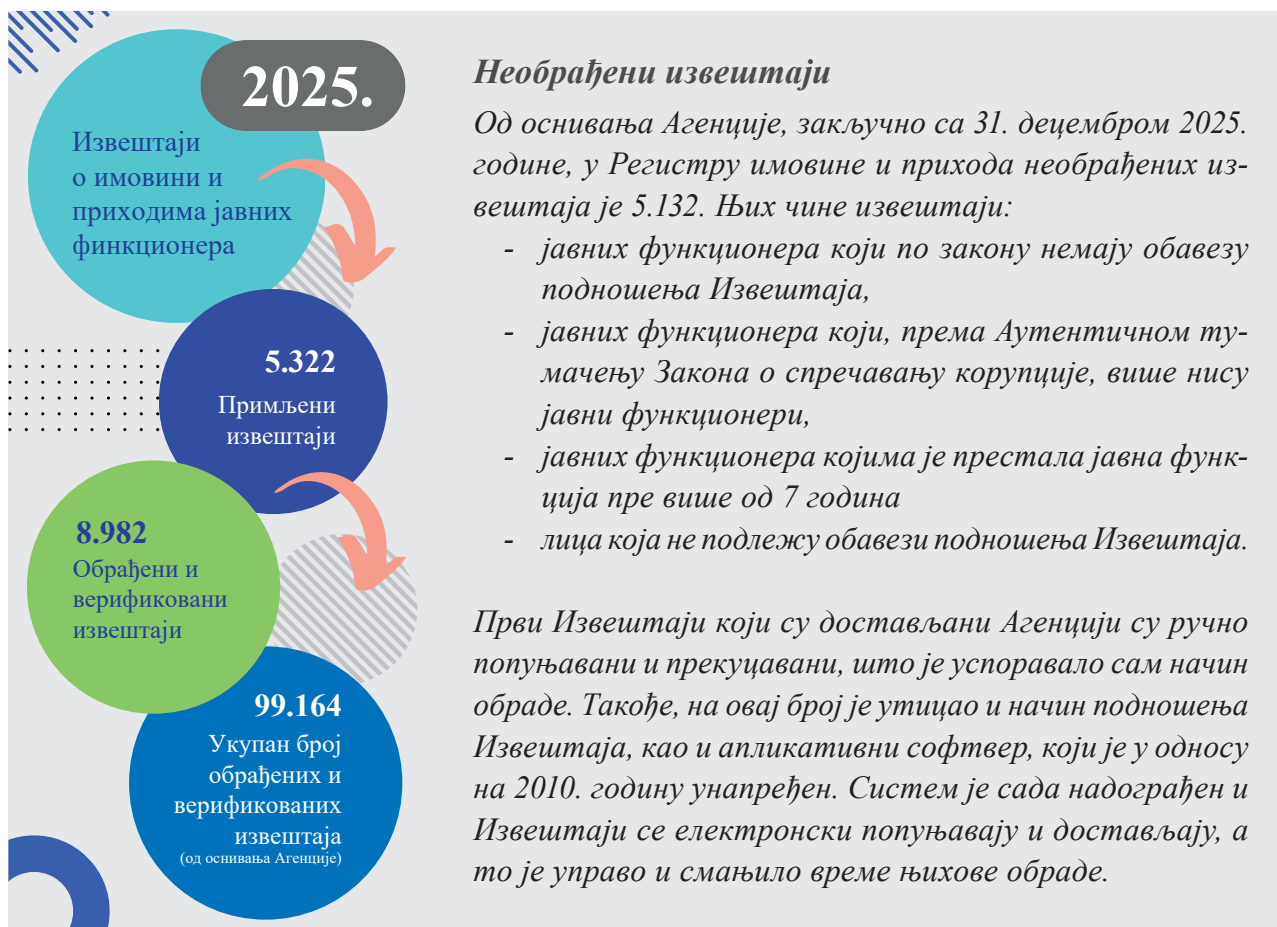 2025.
Извештаји
о имовини и
приходима јавних
финкционера
5.322
Примљени
извештаји
8.982
Обрађени и
верификовани
извештаји
99.164
Укупан број
обрађених и
верификованих
извештаја
(од оснивања Агенције)
Необрађени извештаји
Од оснивања Агенције, закључно са 31. децембром 2025.
године, у Регистру имовине и прихода необрађених из-
вештаја је 5.132. Њих чине извештаји:
- јавних функционера који по закону немају обавезу
подношења Извештаја,
- јавних функционера који, према Аутентичном ту-
мачењу Закона о спречавању корупције, више нису
јавни функционери,
- јавних функционера којима је престала јавна функ-
ција пре више од 7 година
- лица која не подлежу обавези подношења Извештаја.
Први Извештаји који су достављани Агенцији су ручно
попуњавани и прекуцавани, што је успоравало сам начин
обраде. Такође, на овај број је утицао и начин подношења
Извештаја, као и апликативни софтвер, који је у односу
на 2010. годину унапређен. Систем је сада надограђен и
Извештаји се електронски попуњавају и достављају, а
то је управо и смањило време њихове обраде.